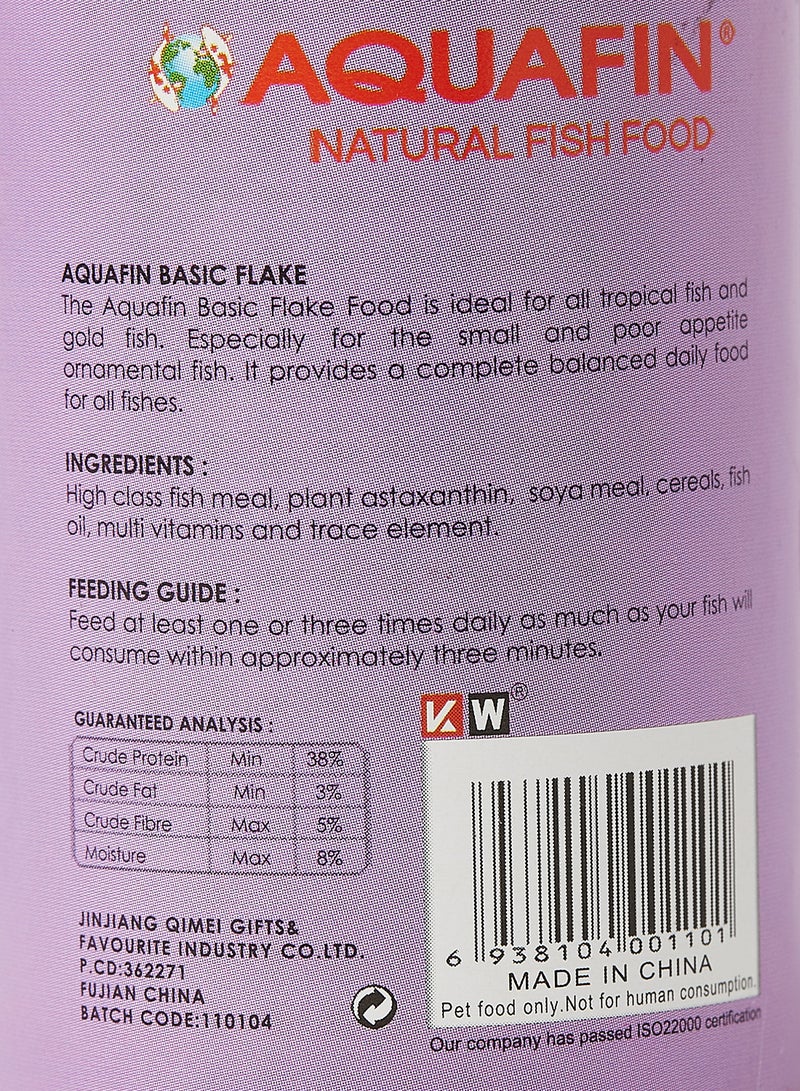 AQUAFIN®
NATURAL FISH FOOD
AQUAFIN BASIC FLAKE
The Aquafin Basic Flake Food is ideal for all tropical fish and
gold fish. Especially for the small and poor appetite
ornamental fish. It provides a complete balanced daily food
for all fishes.
INGREDIENTS :
High class fish meal, plant astaxanthin, soya meal, cereals, fish
oil, multi vitamins and trace element.
FEEDING GUIDE :
Feed at least one or three times daily as much as your fish will
consume within approximately three minutes.
GUARANTEED ANALYSIS :
Crude Protein Min 38%
Crude Fat Min 3%
Crude Fibre Max 5%
Moisture Max 8%
JINJIANG QIMEI GIFTS&
FAVOURITE INDUSTRY CO.LTD.
P.CD:362271
FUJIAN CHINA
BATCH CODE:110104
KW®
6 938104 001101
MADE IN CHINA
Pet food only.Not for human consumption.
Our company has passed ISO22000 certification